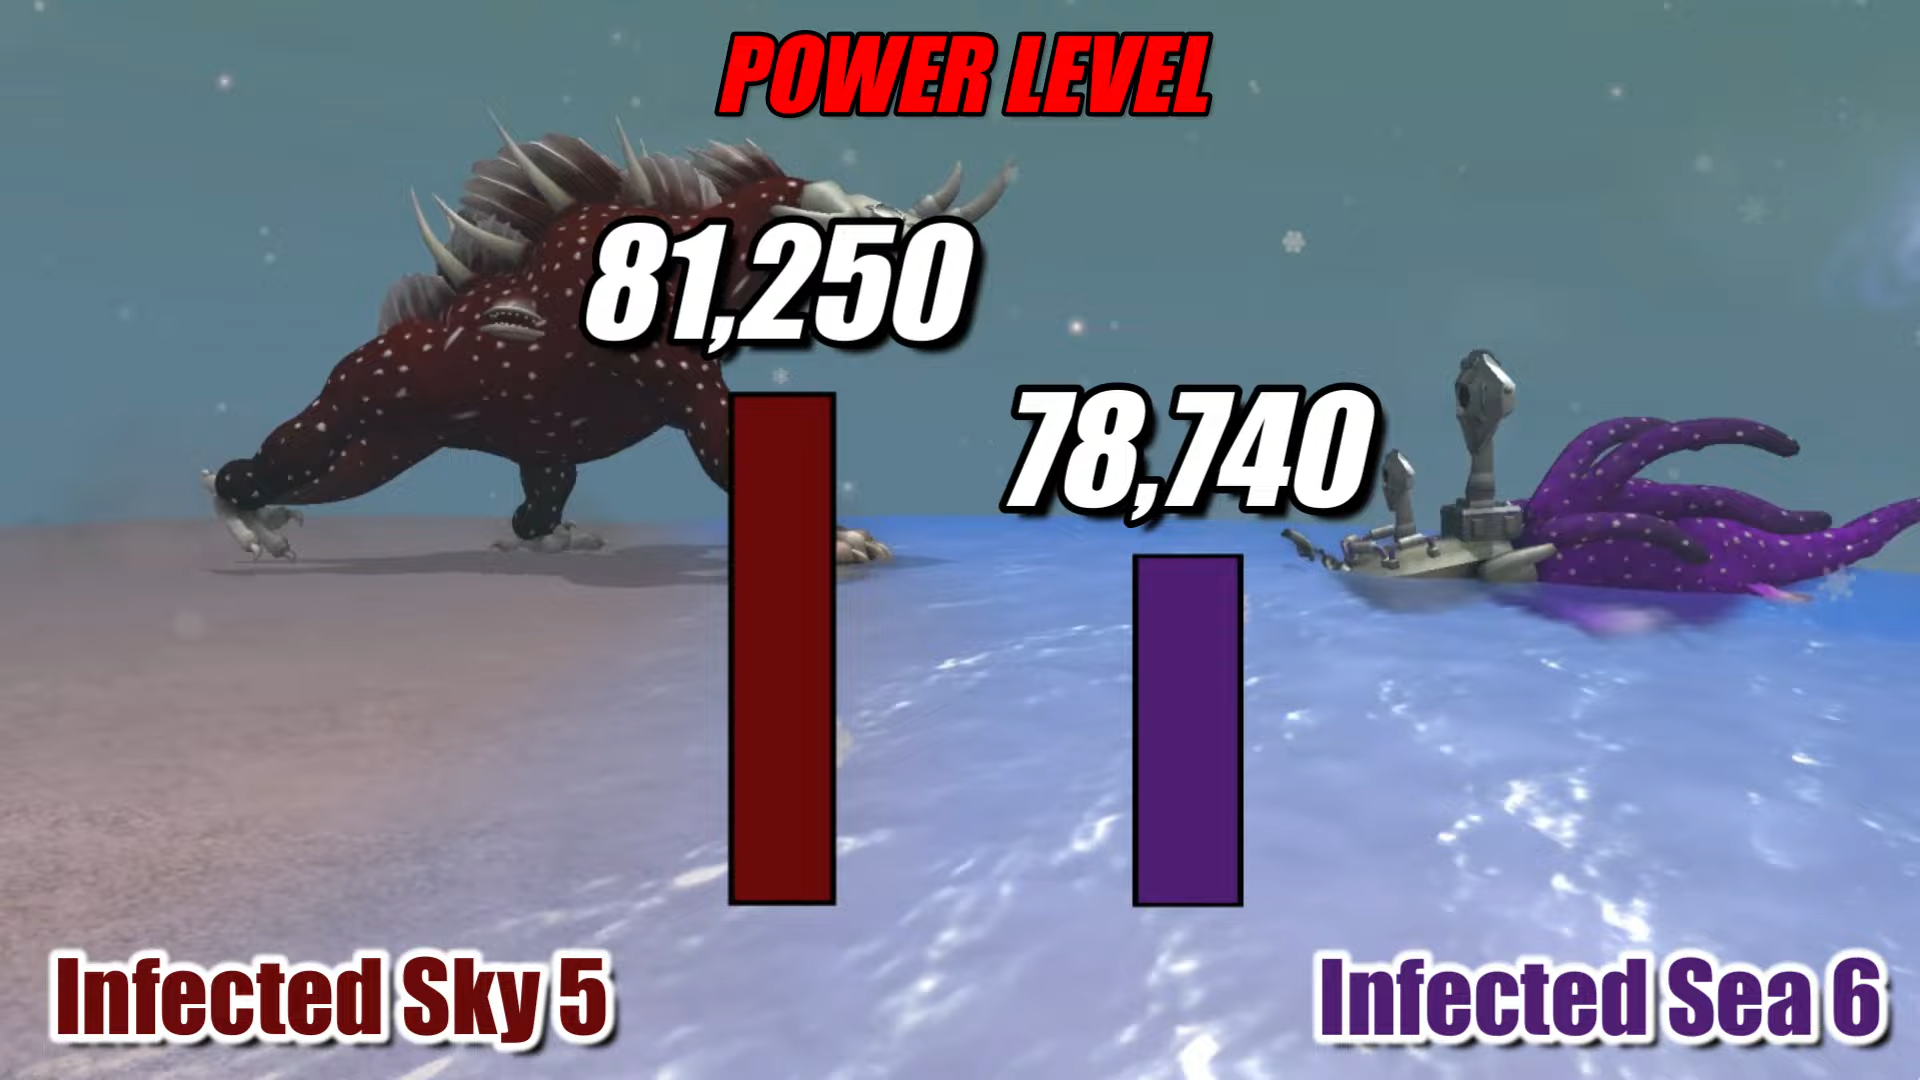 POWER LEVEL
81,250
78,740
Infected Sky 5
Infected Sea 6